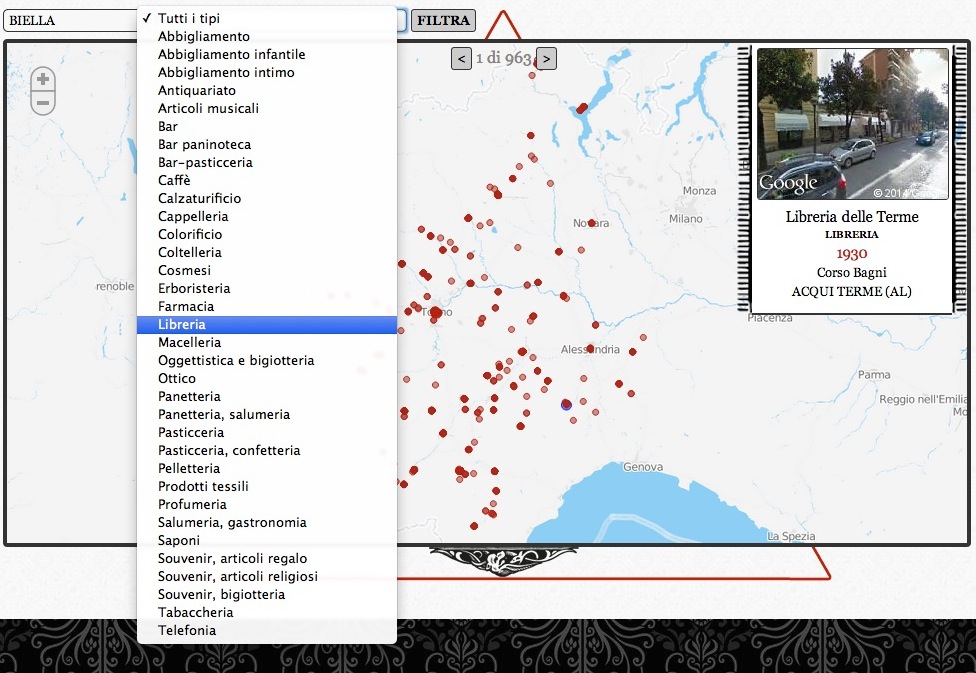 BIELLA
✓ Tutti i tipi
Abbigliamento
Abbigliamento infantile
Abbigliamento intimo
Antiquariato
Articoli musicali
Bar
Bar paninoteca
Bar-pasticceria
Caffè
Calzaturificio
Cappelleria
Colorificio
Coltelleria
Cosmesi
Erboristeria
Farmacia
Libreria
Macelleria
Oggettistica e bigiotteria
Ottico
Panetteria
Panetteria, salumeria
Pasticceria
Pasticceria, confetteria
Pelletteria
Prodotti tessili
Profumeria
Salumeria, gastronomia
Saponi
Souvenir, articoli regalo
Souvenir, articoli religiosi
Souvenir, bigiotteria
Tabaccheria
Telefonia
FILTRA
+
−
< 1 di 963 >
Monza
Milano
Novara
renoble
Torino
Alessandria
Piacenza
Parma
Reggio nell'Emilia
Mo
Genova
La Spezia
Google
© 2014 Google
Libreria delle Terme
LIBRERIA
1930
Corso Bagni
ACQUI TERME (AL)